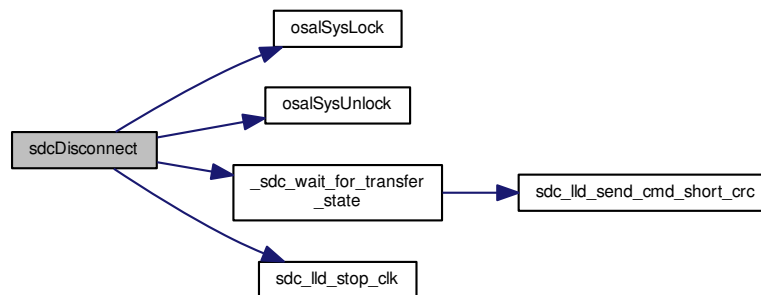 osalSysLock
osalSysUnlock
sdcDisconnect
_sdc_wait_for_transfer
_state
sdc_lld_send_cmd_short_crc
sdc_lld_stop_clk